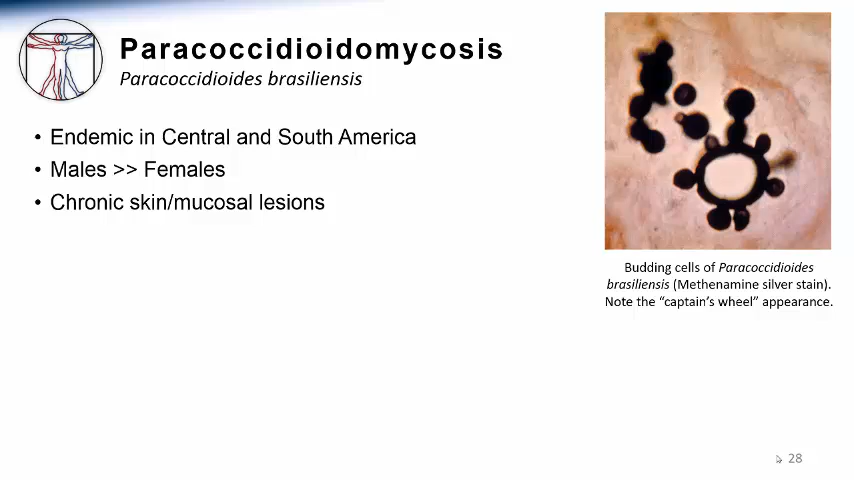 Paracoccidioidomycosis
Paracoccidioides brasiliensis
• Endemic in Central and South America
• Males >> Females
• Chronic skin/mucosal lesions
Budding cells of Paracoccidioides
brasiliensis (Methenamine silver stain).
Note the “captain’s wheel” appearance.
28